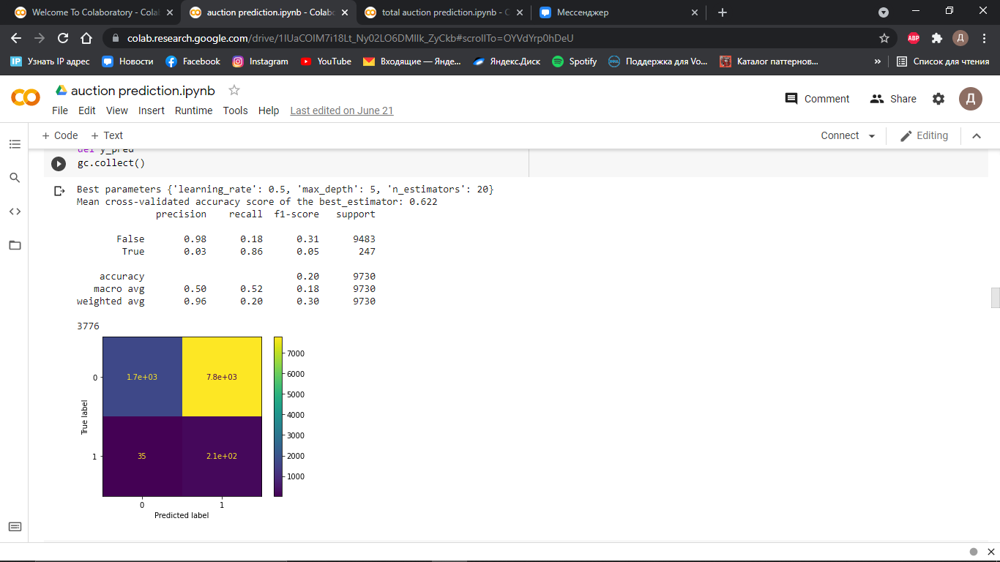 Welcome To Colaboratory - Cola
auction prediction.ipynb - Colabo
total auction prediction.ipynb - C
Мессенджер
colab.research.google.com/drive/1IUaCOIM7i18Lt_Ny02LO6DMIIk_ZyCkb#scrollTo=OYVdYrp0hDeU
ABP
Д
IP Узнать IP адрес
Новости
Facebook
Instagram
YouTube
Входящие — Яндe...
Яндекс.Диск
Spotify
Поддержка для Vo...
Каталог паттернов...
»
Список для чтения
auction prediction.ipynb
Comment
Share
Д
File Edit View Insert Runtime Tools Help Last edited on June 21
+ Code + Text
Connect
Editing
del y_pred
gc.collect()
Best parameters {'learning_rate': 0.5, 'max_depth': 5, 'n_estimators': 20}
Mean cross-validated accuracy score of the best_estimator: 0.622
precision recall f1-score support
False 0.98 0.18 0.31 9483
True 0.03 0.86 0.05 247
accuracy 0.20 9730
macro avg 0.50 0.52 0.18 9730
weighted avg 0.96 0.20 0.30 9730
3776
7000
0 1.7e+03 7.8e+03
6000
5000
4000
True label
3000
1 35 2.1e+02
2000
1000
0 1
Predicted label